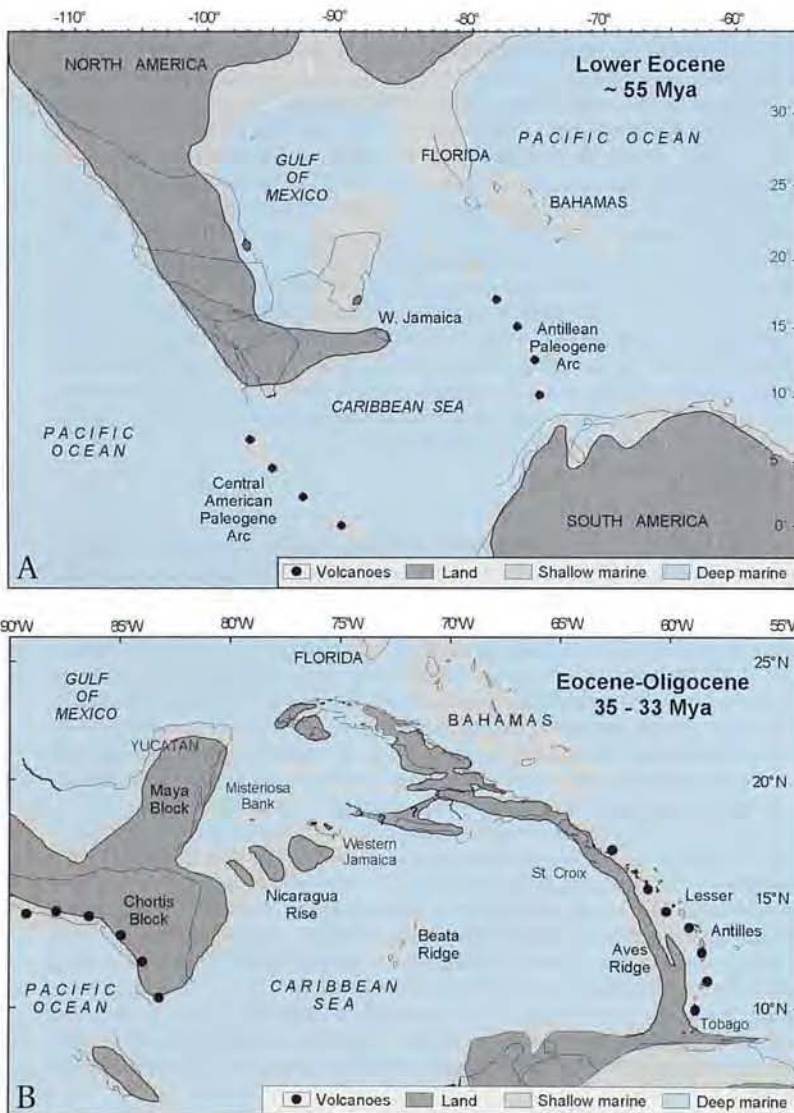 -110° -100° -90° -80° -70° -60°
NORTH AMERICA
Lower Eocene
~ 55 Mya
30°
PACIFIC OCEAN
GULF
OF
MEXICO
FLORIDA
25°
BAHAMAS
20°
W. Jamaica
15°
Antillean
Paleogene
Arc
CARIBBEAN SEA
10°
PACIFIC
OCEAN
5°
Central
American
Paleogene
Arc
SOUTH AMERICA
0°
A
Volcanoes Land Shallow marine Deep marine
90°W 85°W 80°W 75°W 70°W 65°W 60°W 55°W
FLORIDA
25°N
GULF
OF
MEXICO
Eocene-Oligocene
35 - 33 Mya
BAHAMAS
YUCATAN
20°N
Maya
Block
Misteriosa
Bank
Western
Jamaica
St. Croix
Lesser
15°N
Chortis
Block
Nicaragua
Rise
Antilles
Beata
Ridge
Aves
Ridge
PACIFIC
OCEAN
CARIBBEAN
SEA
10°N
Tobago
B
Volcanoes Land Shallow marine Deep marine